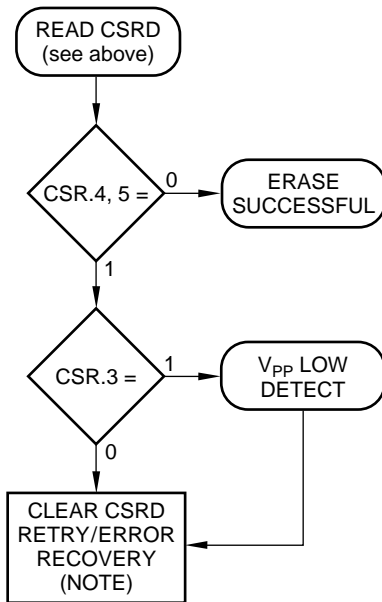 READ CSRD
(see above)
CSR.4, 5 =
0
ERASE
SUCCESSFUL
1
CSR.3 =
1
VPP LOW
DETECT
0
CLEAR CSRD
RETRY/ERROR
RECOVERY
(NOTE)